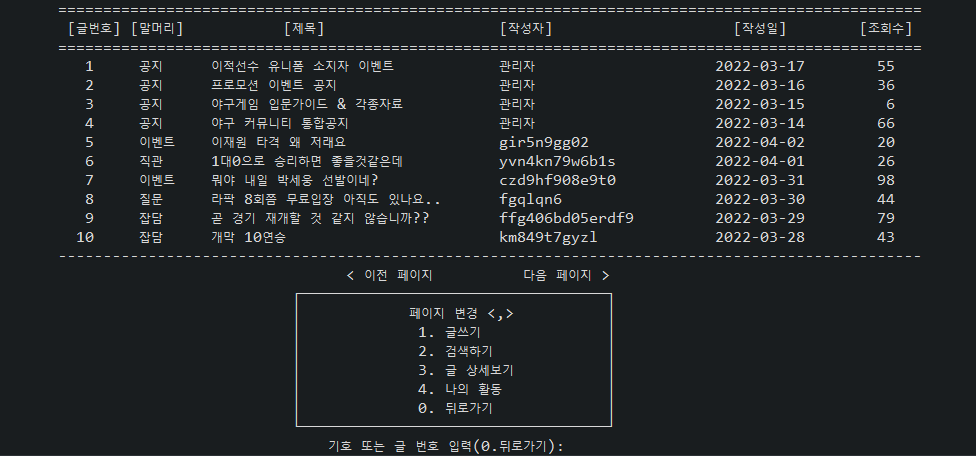 [글번호] [말머리] [제목] [작성자] [작성일] [조회수]
1 공지 이적선수 유니폼 소지자 이벤트 관리자 2022-03-17 55
2 공지 프로모션 이벤트 공지 관리자 2022-03-16 36
3 공지 야구게임 입문가이드 & 각종자료 관리자 2022-03-15 6
4 공지 야구 커뮤니티 통합공지 관리자 2022-03-14 66
5 이벤트 이재원 타격 왜 저래요 gir5n9gg02 2022-04-02 20
6 직관 1대0으로 승리하면 좋을것같은데 yvn4kn79w6b1s 2022-04-01 26
7 이벤트 뭐야 내일 박세웅 선발이네? czd9hf908e9t0 2022-03-31 98
8 질문 라팍 8회쯤 무료입장 아직도 있나요.. fgqlqn6 2022-03-30 44
9 잡담 곧 경기 재개할 것 같지 않습니까?? ffg406bd05erdf9 2022-03-29 79
10 잡담 개막 10연승 km849t7gyzl 2022-03-28 43
< 이전 페이지 다음 페이지 >
페이지 변경 <,>
1. 글쓰기
2. 검색하기
3. 글 상세보기
4. 나의 활동
0. 뒤로가기
기호 또는 글 번호 입력(0.뒤로가기):